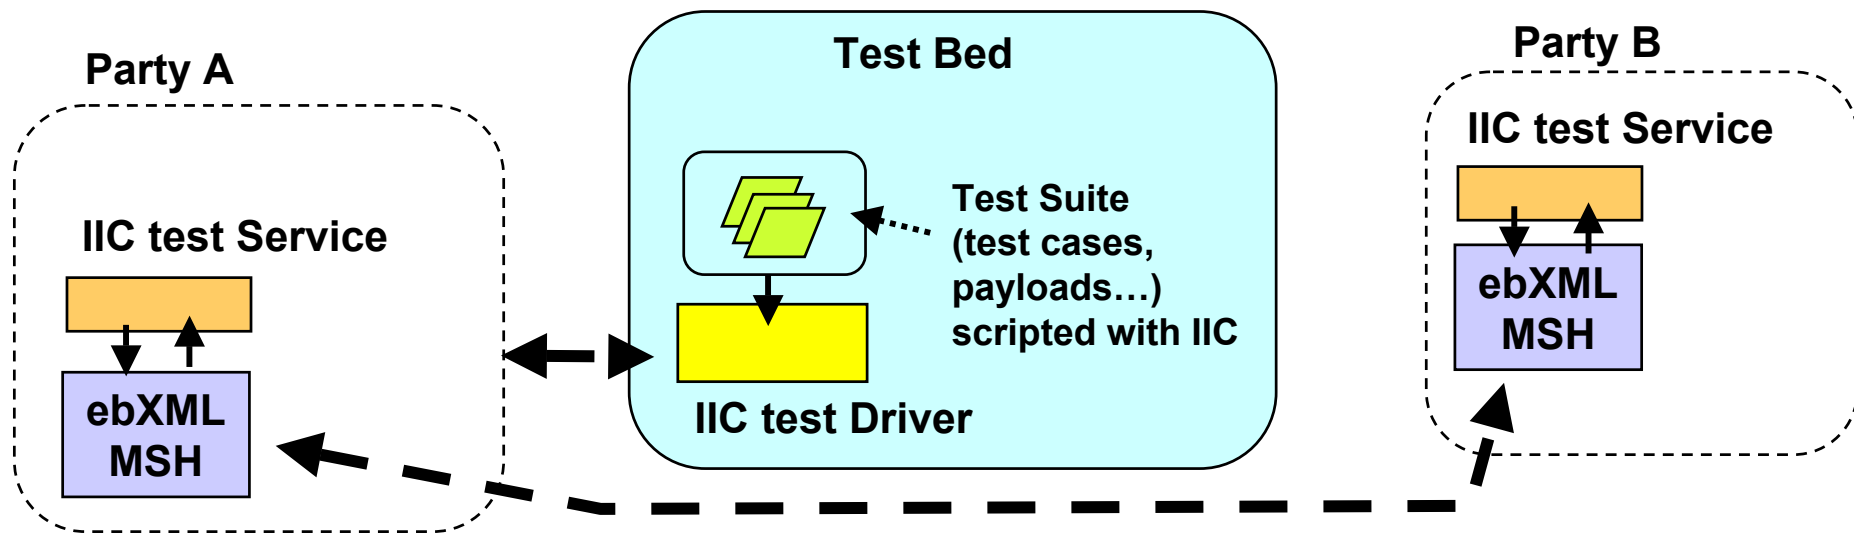 Party A
IIC test Service
ebXML
MSH
Test Bed
Test Suite
(test cases,
payloads…)
scripted with IIC
IIC test Driver
Party B
IIC test Service
ebXML
MSH